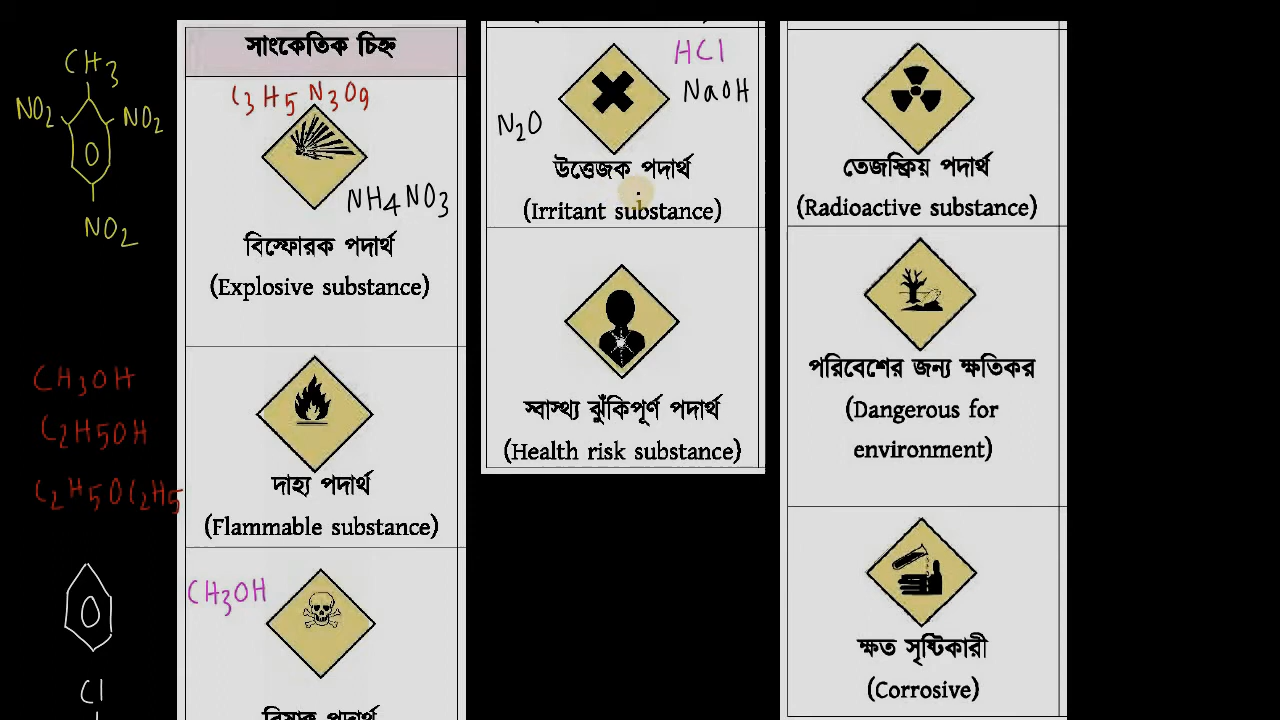 CH3
NO2
NO2
NO2
CH3OH
C2H5OH
C2H5OC2H5
Cl
সাংকেতিক চিহ্ন
C3H5N3O9
NH4NO3
বিস্ফোরক পদার্থ
(Explosive substance)
দাহ্য পদার্থ
(Flammable substance)
CH3OH
HCl
NaOH
N2O
উত্তেজক পদার্থ
(Irritant substance)
স্বাস্থ্য ঝুঁকিপূর্ণ পদার্থ
(Health risk substance)
তেজস্ক্রিয় পদার্থ
(Radioactive substance)
পরিবেশের জন্য ক্ষতিকর
(Dangerous for
environment)
ক্ষত সৃষ্টিকারী
(Corrosive)